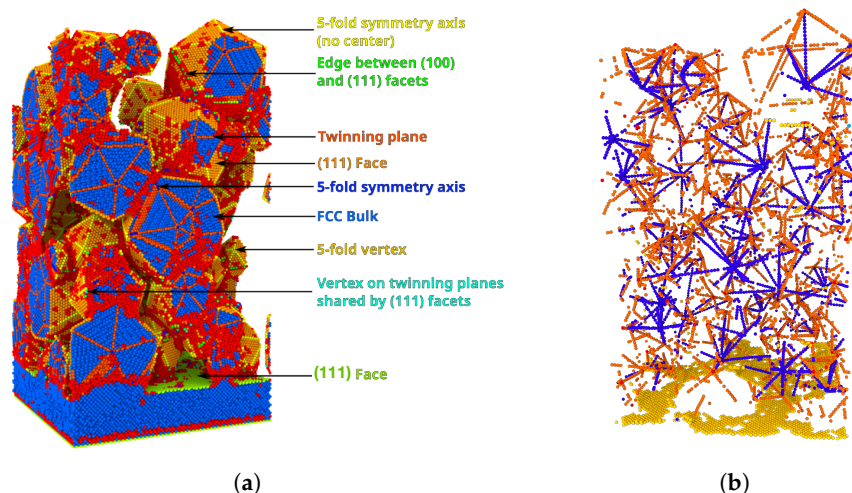 5-fold symmetry axis
(no center)
Edge between (100)
and (111) facets
Twinning plane
(111) Face
5-fold symmetry axis
FCC Bulk
5-fold vertex
Vertex on twinning planes
shared by (111) facets
(111) Face
(a)
(b)